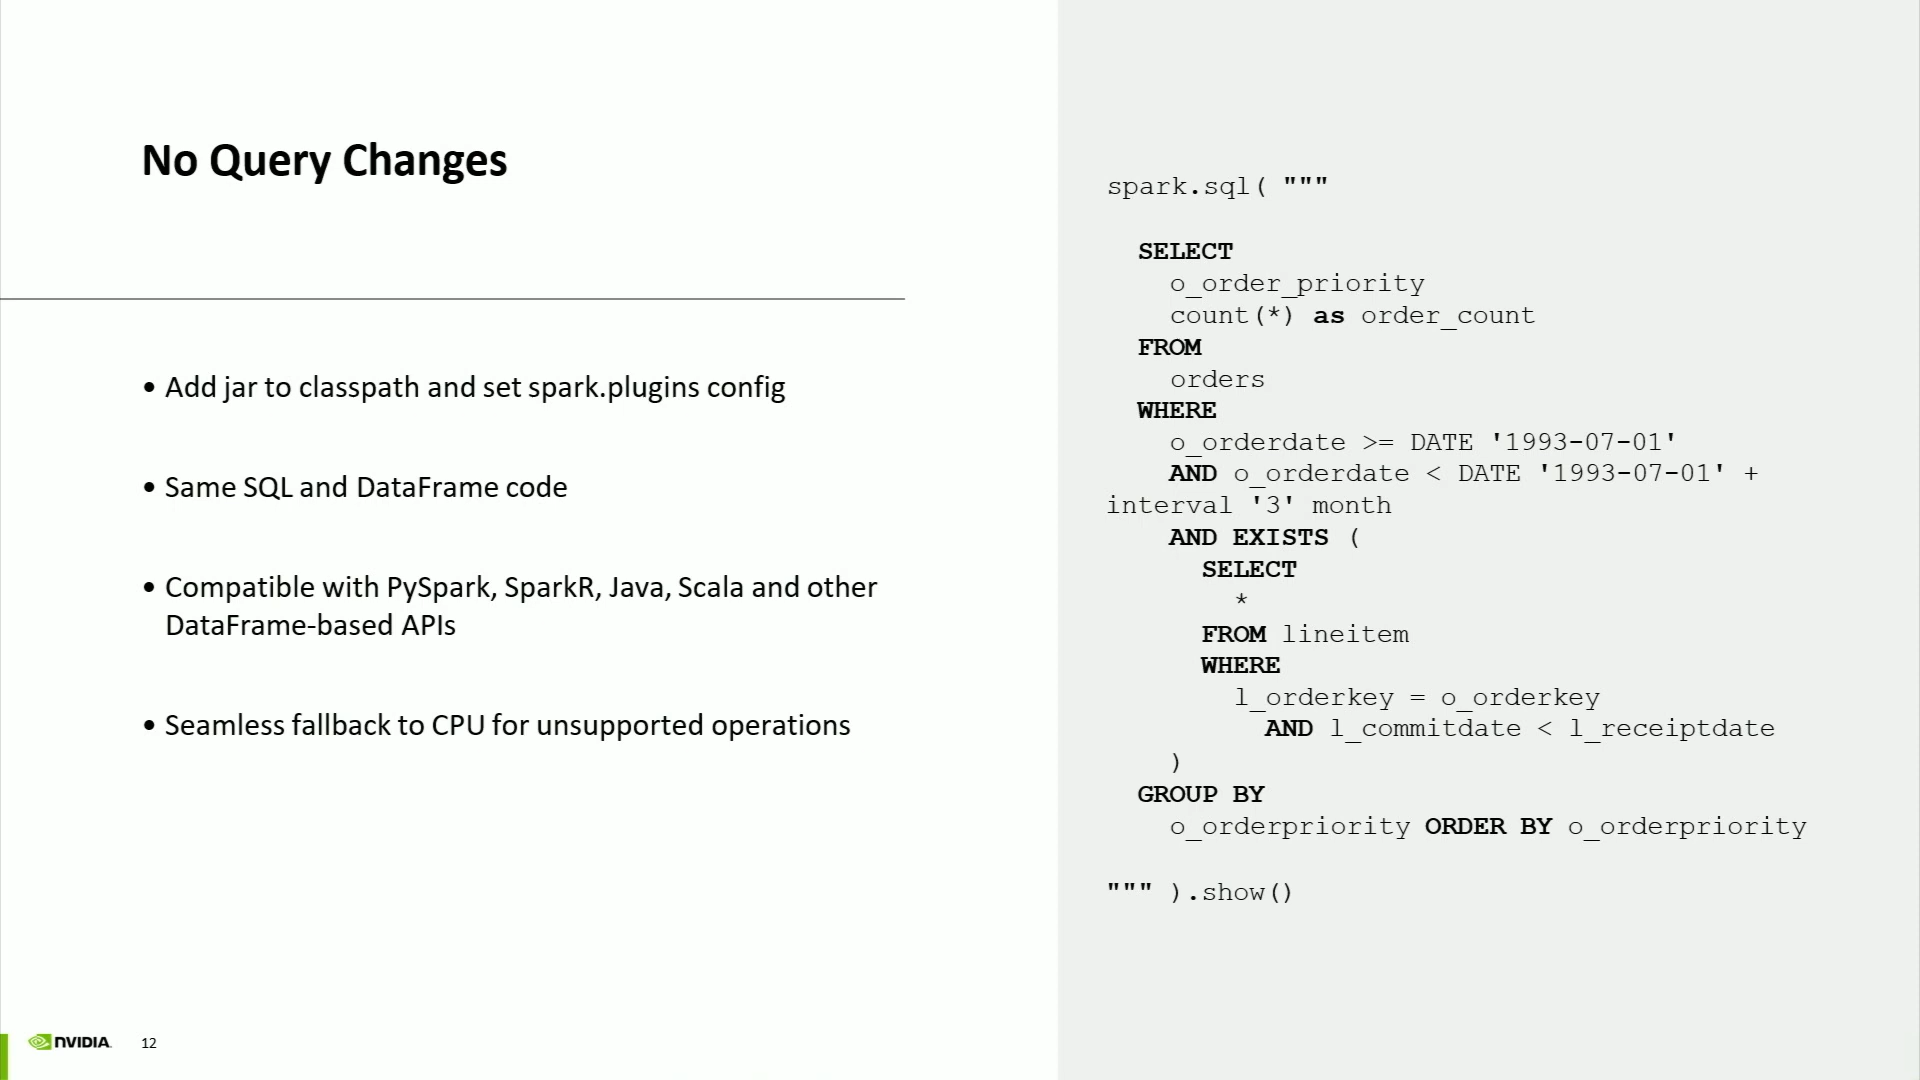 No Query Changes
• Add jar to classpath and set spark.plugins config
• Same SQL and DataFrame code
• Compatible with PySpark, SparkR, Java, Scala and other
DataFrame-based APIs
• Seamless fallback to CPU for unsupported operations
spark.sql( """
SELECT
o_order_priority
count(*) as order_count
FROM
orders
WHERE
o_orderdate >= DATE '1993-07-01'
AND o_orderdate < DATE '1993-07-01' +
interval '3' month
AND EXISTS (
SELECT
*
FROM lineitem
WHERE
l_orderkey = o_orderkey
AND l_commitdate < l_receiptdate
)
GROUP BY
o_orderpriority ORDER BY o_orderpriority
""" ).show()
NVIDIA.
12